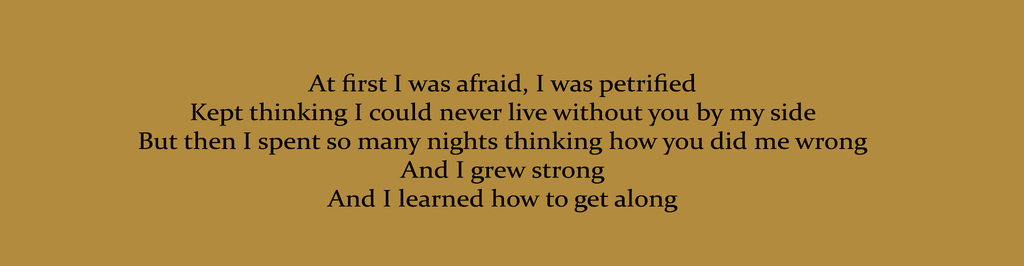 At first I was afraid, I was petrified
Kept thinking I could never live without you by my side
But then I spent so many nights thinking how you did me wrong
And I grew strong
And I learned how to get along